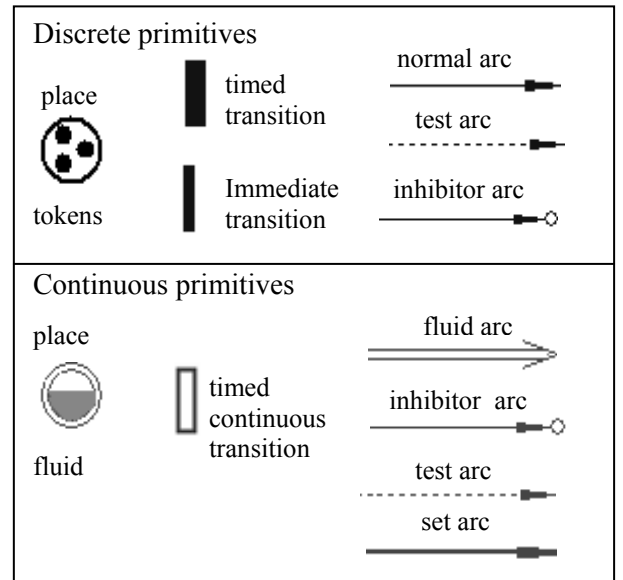 Discrete primitives
place
tokens
timed
transition
Immediate
transition
normal arc
test arc
inhibitor arc
Continuous primitives
place
fluid
timed
continuous
transition
fluid arc
inhibitor arc
test arc
set arc